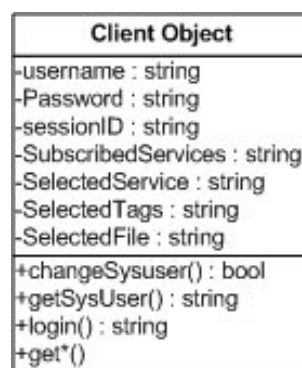 Client Object
-username : string
-Password : string
-sessionID : string
-SubscribedServices : string
-SelectedService : string
-SelectedTags : string
-SelectedFile : string
+changeSysuser() : bool
+getSysUser() : string
+login() : string
+get*()